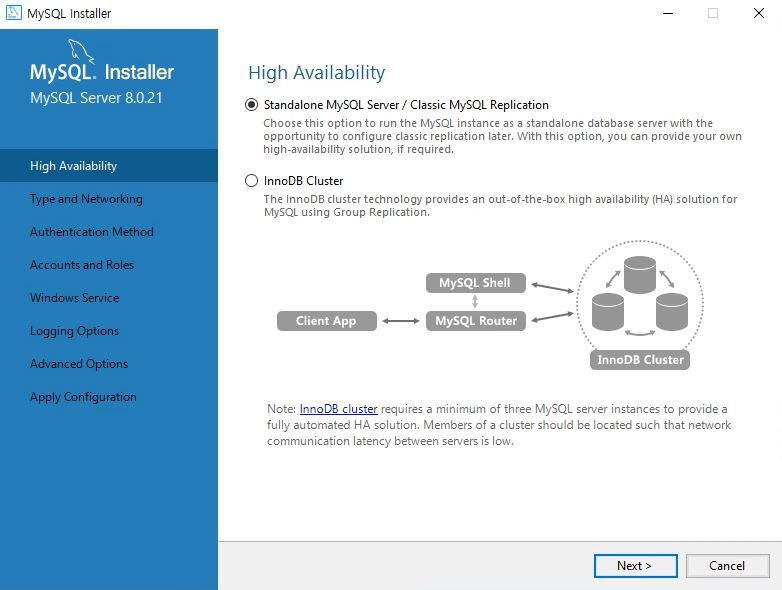 MySQL Installer
MySQL. Installer
MySQL Server 8.0.21
High Availability
Type and Networking
Authentication Method
Accounts and Roles
Windows Service
Logging Options
Advanced Options
Apply Configuration
High Availability
Standalone MySQL Server / Classic MySQL Replication
Choose this option to run the MySQL instance as a standalone database server with the
opportunity to configure classic replication later. With this option, you can provide your own
high-availability solution, if required.
InnoDB Cluster
The InnoDB cluster technology provides an out-of-the-box high availability (HA) solution for
MySQL using Group Replication.
MySQL Shell
Client App
MySQL Router
InnoDB Cluster
Note: InnoDB cluster requires a minimum of three MySQL server instances to provide a
fully automated HA solution. Members of a cluster should be located such that network
communication latency between servers is low.
Next >
Cancel